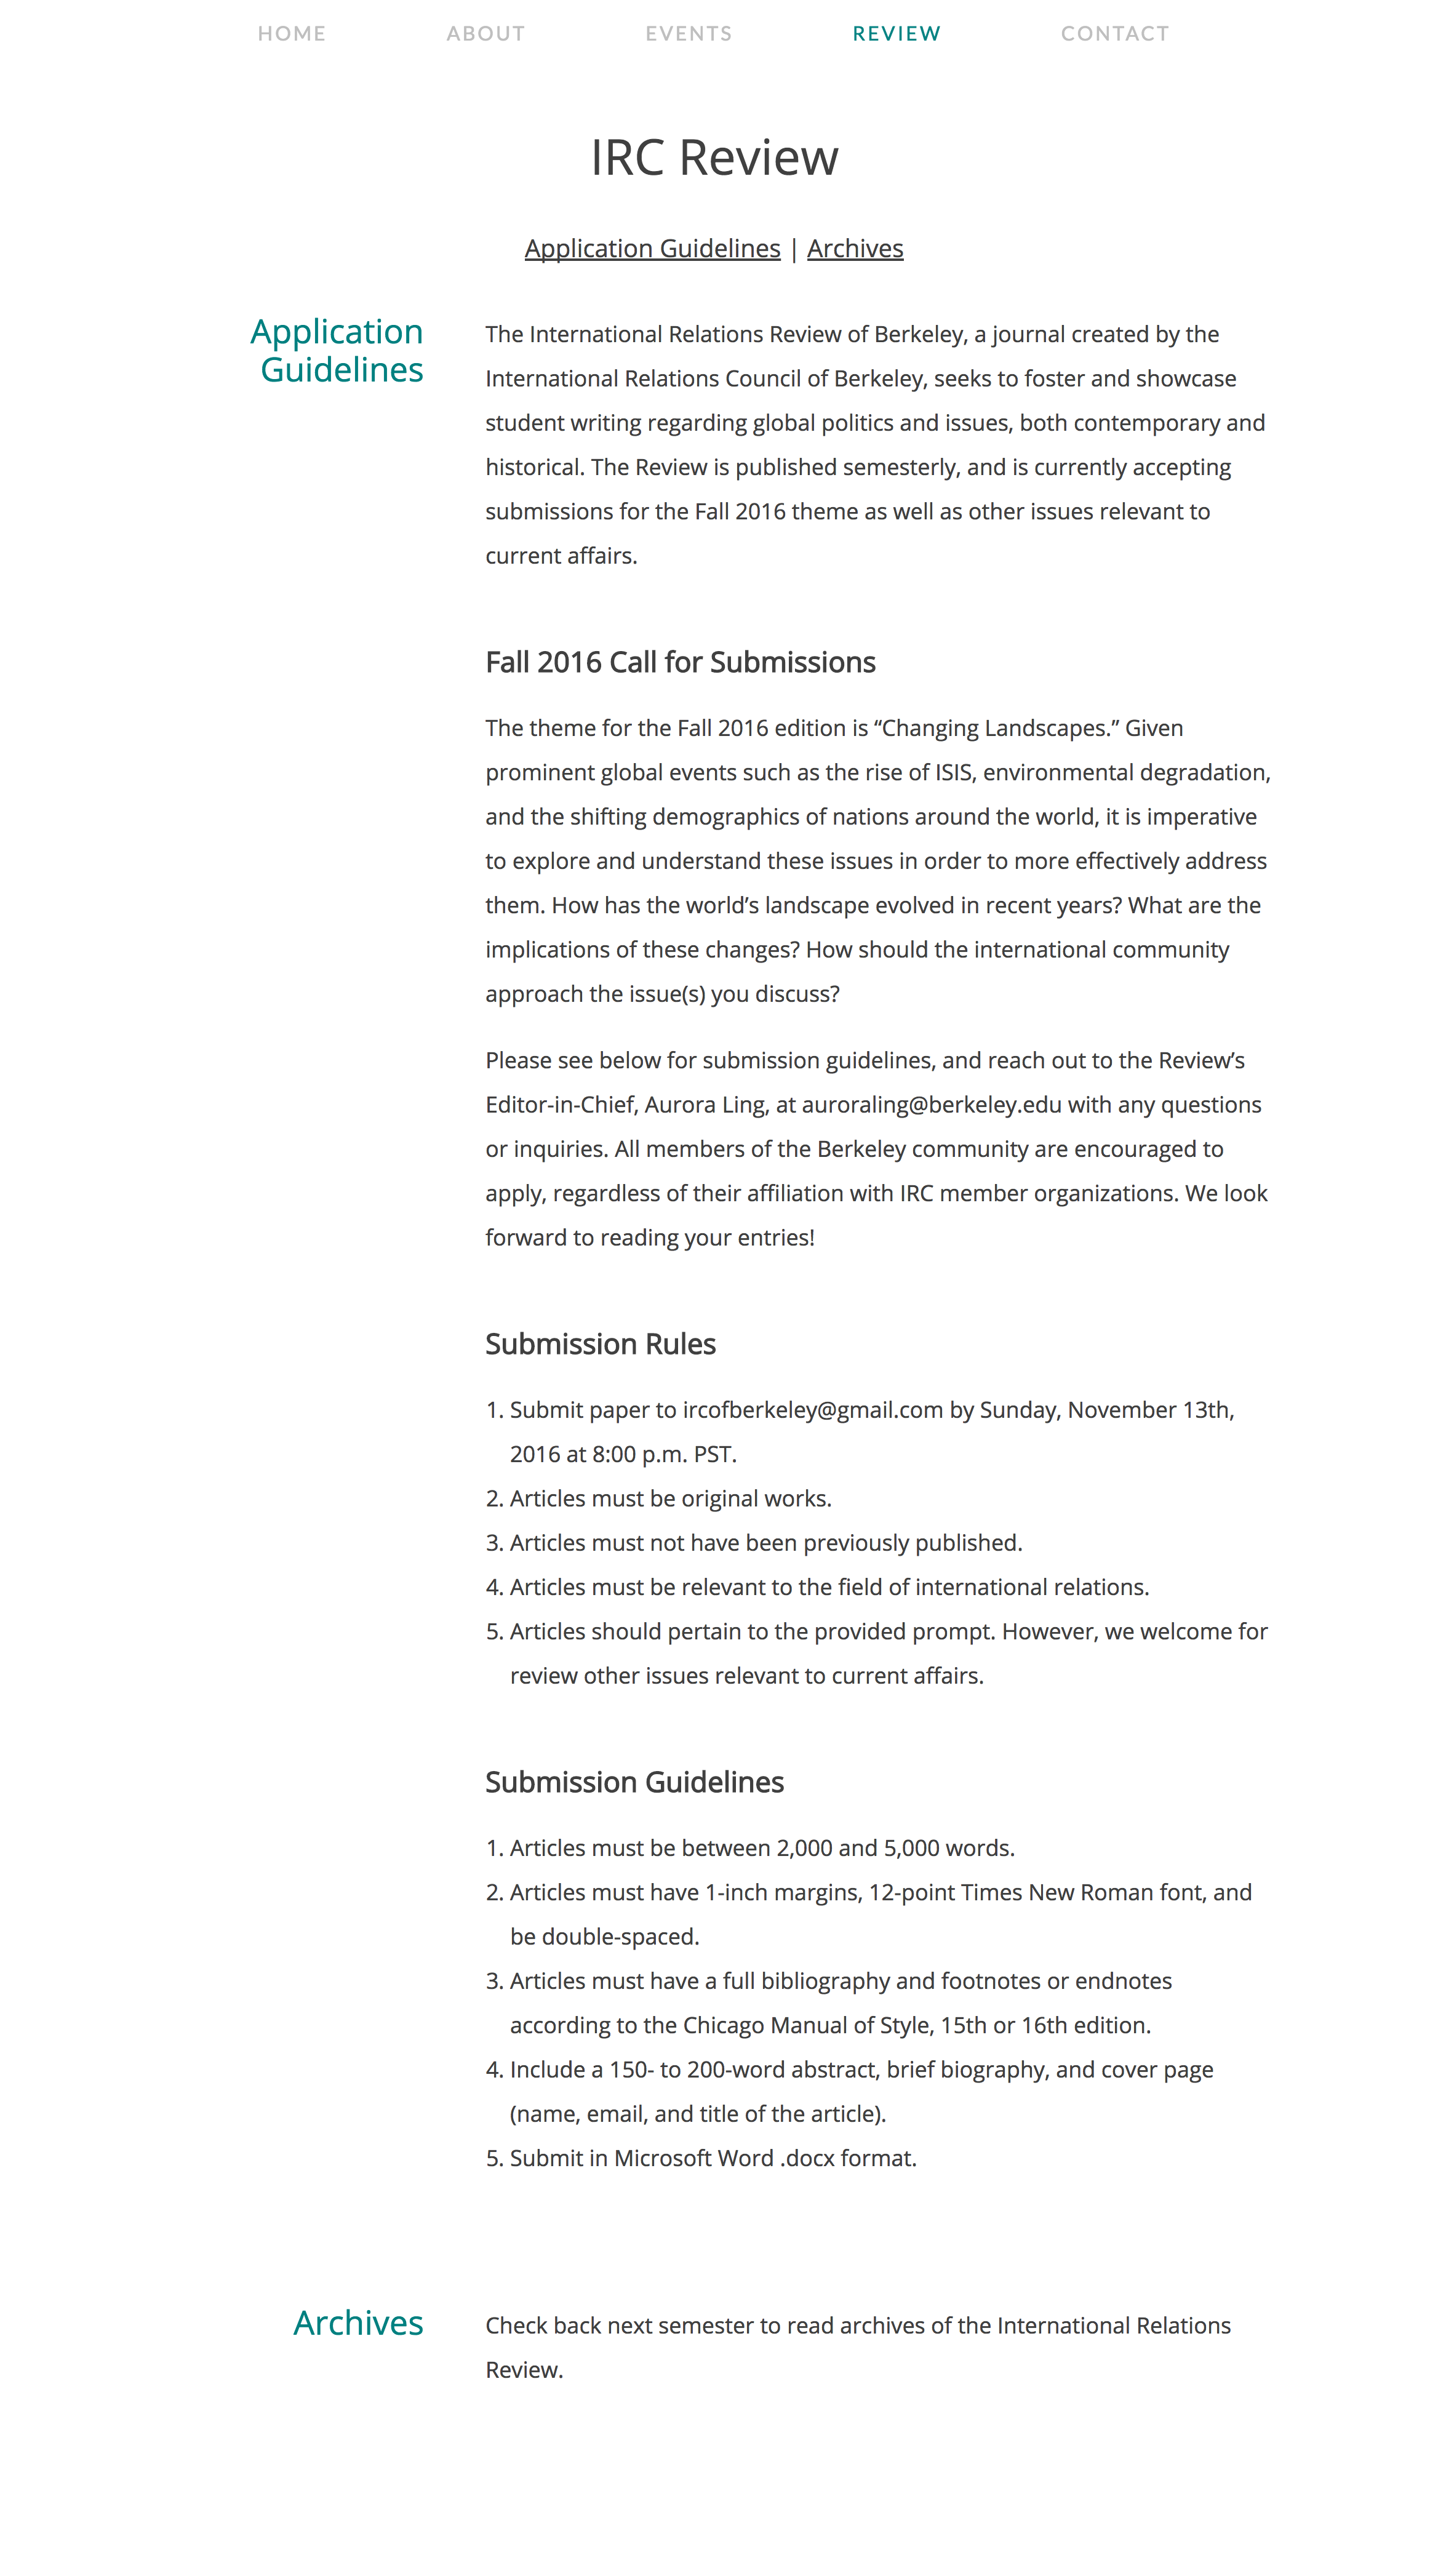 HOME ABOUT EVENTS REVIEW CONTACT
IRC Review
Application Guidelines | Archives
Application
Guidelines
The International Relations Review of Berkeley, a journal created by the
International Relations Council of Berkeley, seeks to foster and showcase
student writing regarding global politics and issues, both contemporary and
historical. The Review is published semesterly, and is currently accepting
submissions for the Fall 2016 theme as well as other issues relevant to
current affairs.
Fall 2016 Call for Submissions
The theme for the Fall 2016 edition is “Changing Landscapes.” Given
prominent global events such as the rise of ISIS, environmental degradation,
and the shifting demographics of nations around the world, it is imperative
to explore and understand these issues in order to more effectively address
them. How has the world’s landscape evolved in recent years? What are the
implications of these changes? How should the international community
approach the issue(s) you discuss?
Please see below for submission guidelines, and reach out to the Review’s
Editor-in-Chief, Aurora Ling, at auroraling@berkeley.edu with any questions
or inquiries. All members of the Berkeley community are encouraged to
apply, regardless of their affiliation with IRC member organizations. We look
forward to reading your entries!
Submission Rules
1. Submit paper to ircofberkeley@gmail.com by Sunday, November 13th,
2016 at 8:00 p.m. PST.
2. Articles must be original works.
3. Articles must not have been previously published.
4. Articles must be relevant to the field of international relations.
5. Articles should pertain to the provided prompt. However, we welcome for
review other issues relevant to current affairs.
Submission Guidelines
1. Articles must be between 2,000 and 5,000 words.
2. Articles must have 1-inch margins, 12-point Times New Roman font, and
be double-spaced.
3. Articles must have a full bibliography and footnotes or endnotes
according to the Chicago Manual of Style, 15th or 16th edition.
4. Include a 150- to 200-word abstract, brief biography, and cover page
(name, email, and title of the article).
5. Submit in Microsoft Word .docx format.
Archives
Check back next semester to read archives of the International Relations
Review.